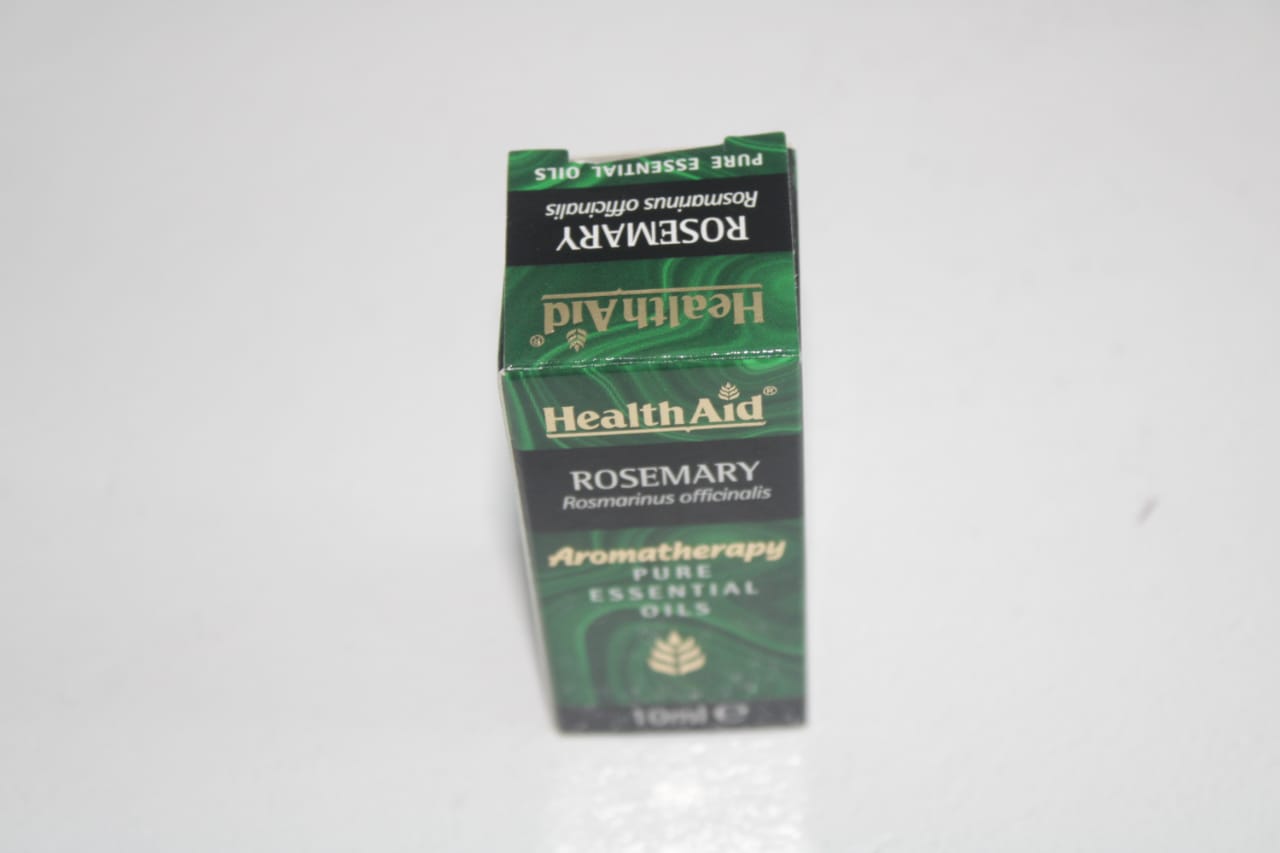 PURE ESSENTIAL OILS
Rosmarinus officinalis
ROSEMARY
HealthAid®
HealthAid®
ROSEMARY
Rosmarinus officinalis
Aromatherapy
PURE
ESSENTIAL
OILS
10ml ℮